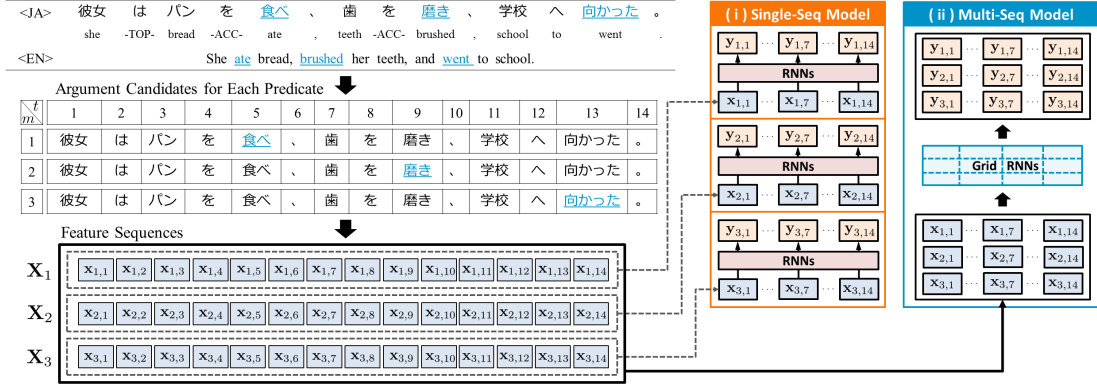 <JA> 彼女 は パン を 食べ 、 歯 を 磨き 、 学校 へ 向かった 。
she -TOP- bread -ACC- ate , teeth -ACC- brushed , school to went .
<EN> She ate bread, brushed her teeth, and went to school.
Argument Candidates for Each Predicate
t
m
1 2 3 4 5 6 7 8 9 10 11 12 13 14
1 彼女 は パン を 食べ 、 歯 を 磨き 、 学校 へ 向かった 。
2 彼女 は パン を 食べ 、 歯 を 磨き 、 学校 へ 向かった 。
3 彼女 は パン を 食べ 、 歯 を 磨き 、 学校 へ 向かった 。
Feature Sequences
X1 x1,1 x1,2 x1,3 x1,4 x1,5 x1,6 x1,7 x1,8 x1,9 x1,10 x1,11 x1,12 x1,13 x1,14
X2 x2,1 x2,2 x2,3 x2,4 x2,5 x2,6 x2,7 x2,8 x2,9 x2,10 x2,11 x2,12 x2,13 x2,14
X3 x3,1 x3,2 x3,3 x3,4 x3,5 x3,6 x3,7 x3,8 x3,9 x3,10 x3,11 x3,12 x3,13 x3,14
( i ) Single-Seq Model
y1,1 ... y1,7 ... y1,14
RNNs
x1,1 ... x1,7 ... x1,14
y2,1 ... y2,7 ... y2,14
RNNs
x2,1 ... x2,7 ... x2,14
y3,1 ... y3,7 ... y3,14
RNNs
x3,1 ... x3,7 ... x3,14
(ii) Multi-Seq Model
y1,1 ... y1,7 ... y1,14
y2,1 ... y2,7 ... y2,14
y3,1 ... y3,7 ... y3,14
Grid RNNs
x1,1 ... x1,7 ... x1,14
x2,1 ... x2,7 ... x2,14
x3,1 ... x3,7 ... x3,14